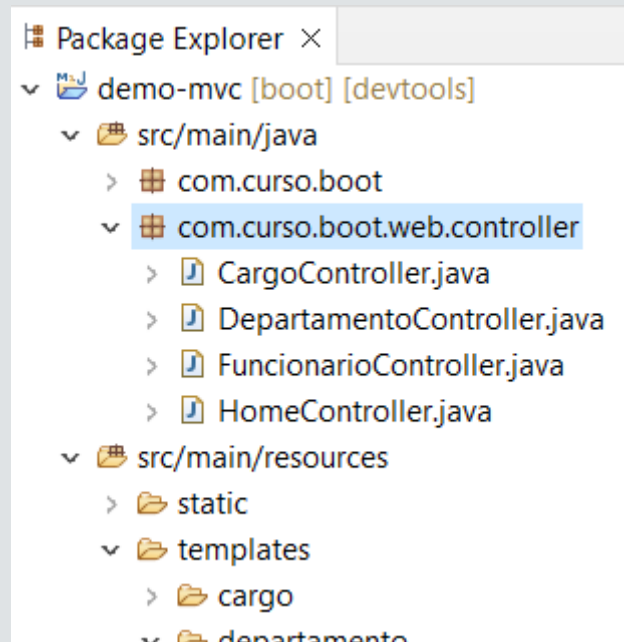 Package Explorer ×
demo-mvc [boot] [devtools]
src/main/java
com.curso.boot
com.curso.boot.web.controller
CargoController.java
DepartamentoController.java
FuncionarioController.java
HomeController.java
src/main/resources
static
templates
cargo
departamento